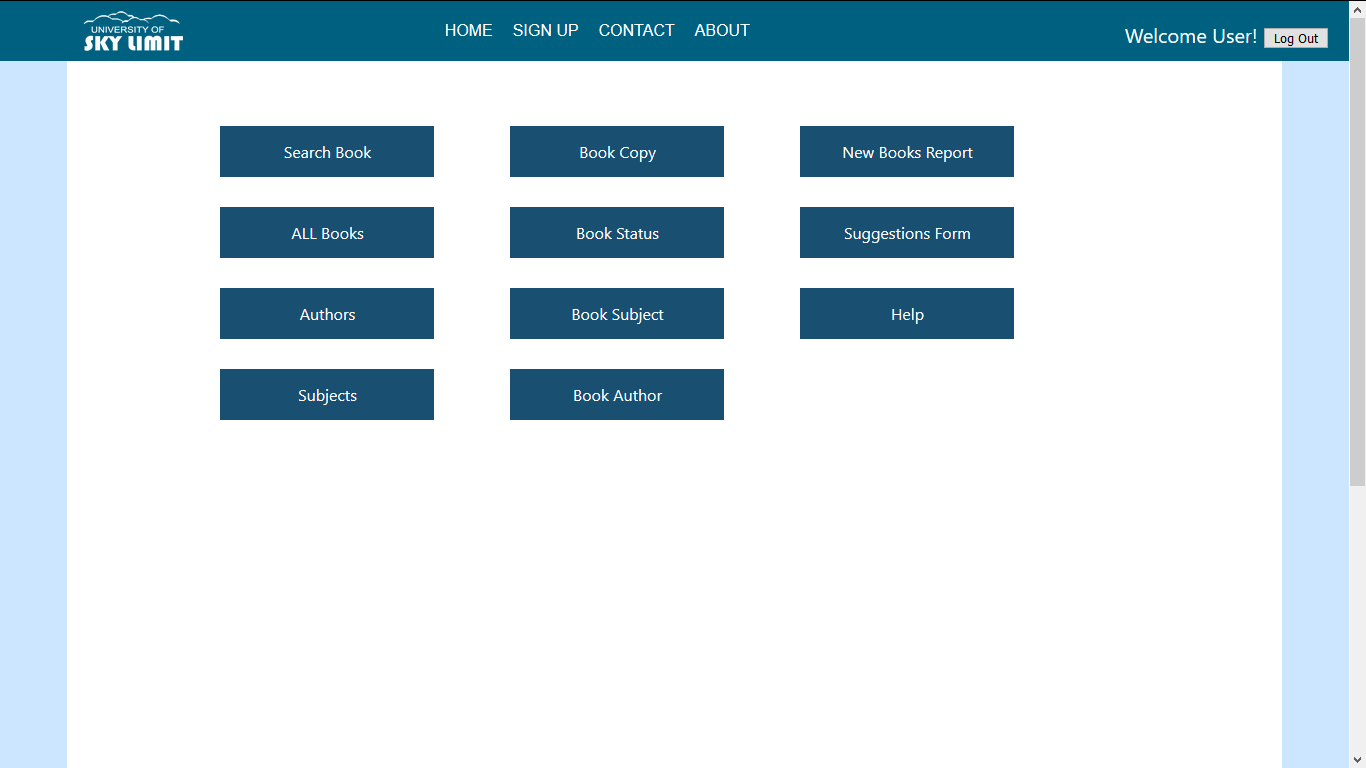 UNIVERSITY OF
SKY LIMIT
HOME SIGN UP CONTACT ABOUT
Welcome User! Log Out
Search Book Book Copy New Books Report
ALL Books Book Status Suggestions Form
Authors Book Subject Help
Subjects Book Author